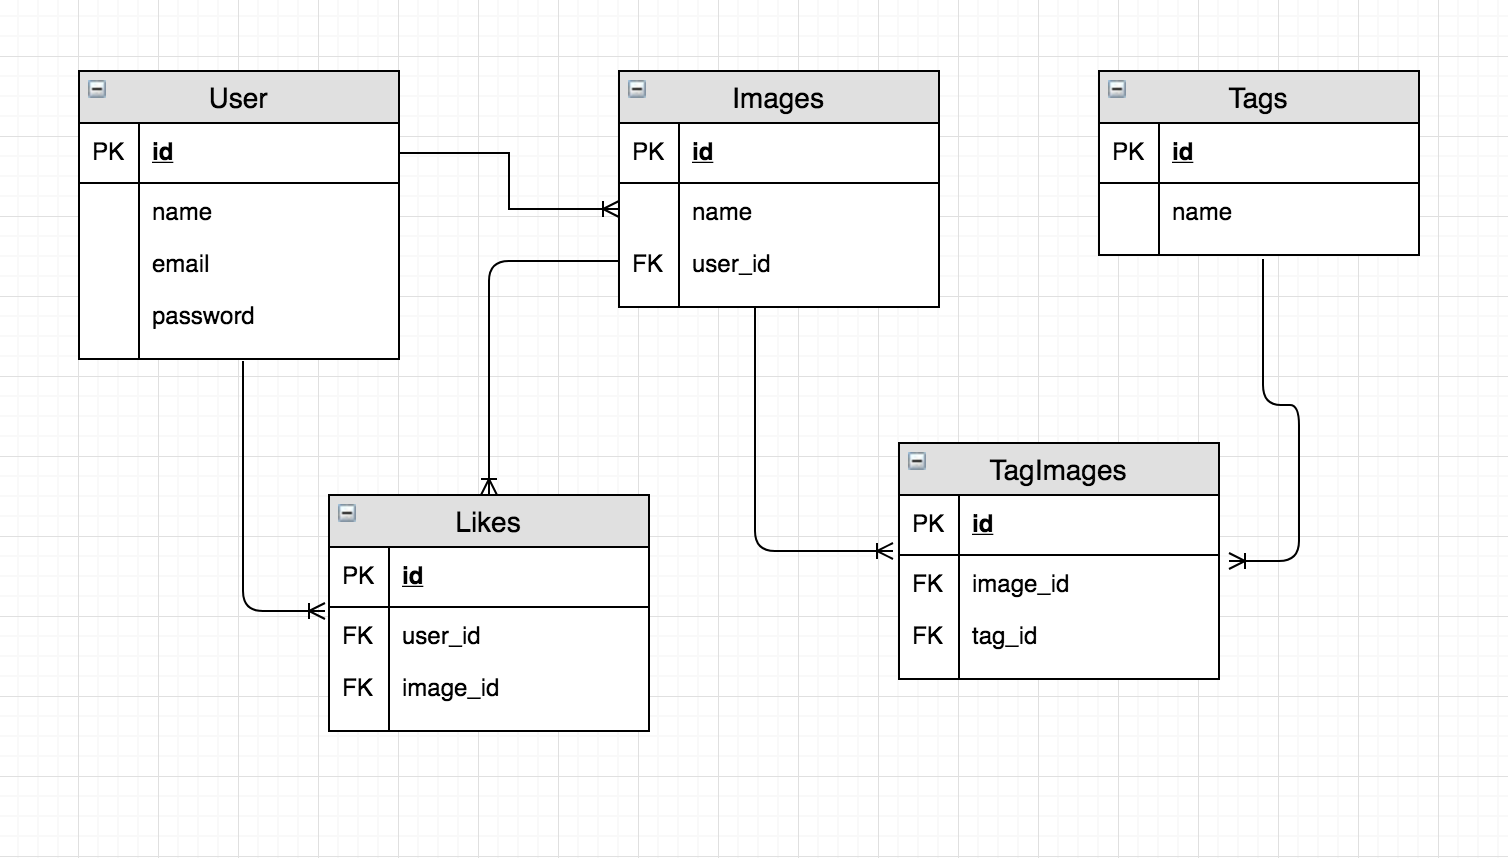 User
PK id
name
email
password
Images
PK id
name
FK user_id
Tags
PK id
name
Likes
PK id
FK user_id
FK image_id
TagImages
PK id
FK image_id
FK tag_id